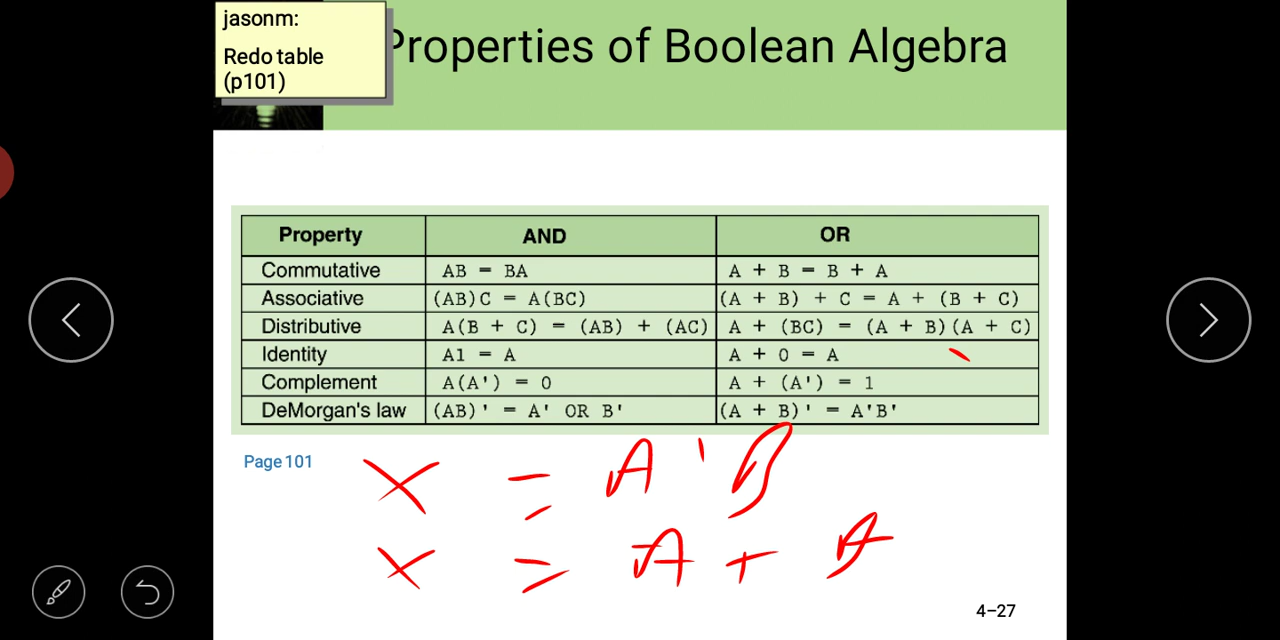 jasonm:
Redo table
(p101)
Properties of Boolean Algebra
Property AND OR
Commutative AB = BA A + B = B + A
Associative (AB)C = A(BC) (A + B) + C = A + (B + C)
Distributive A(B + C) = (AB) + (AC) A + (BC) = (A + B)(A + C)
Identity A1 = A A + 0 = A
Complement A(A') = 0 A + (A') = 1
DeMorgan's law (AB)' = A' OR B' (A + B)' = A'B'
Page 101
X = A'B
X = A +
4–27